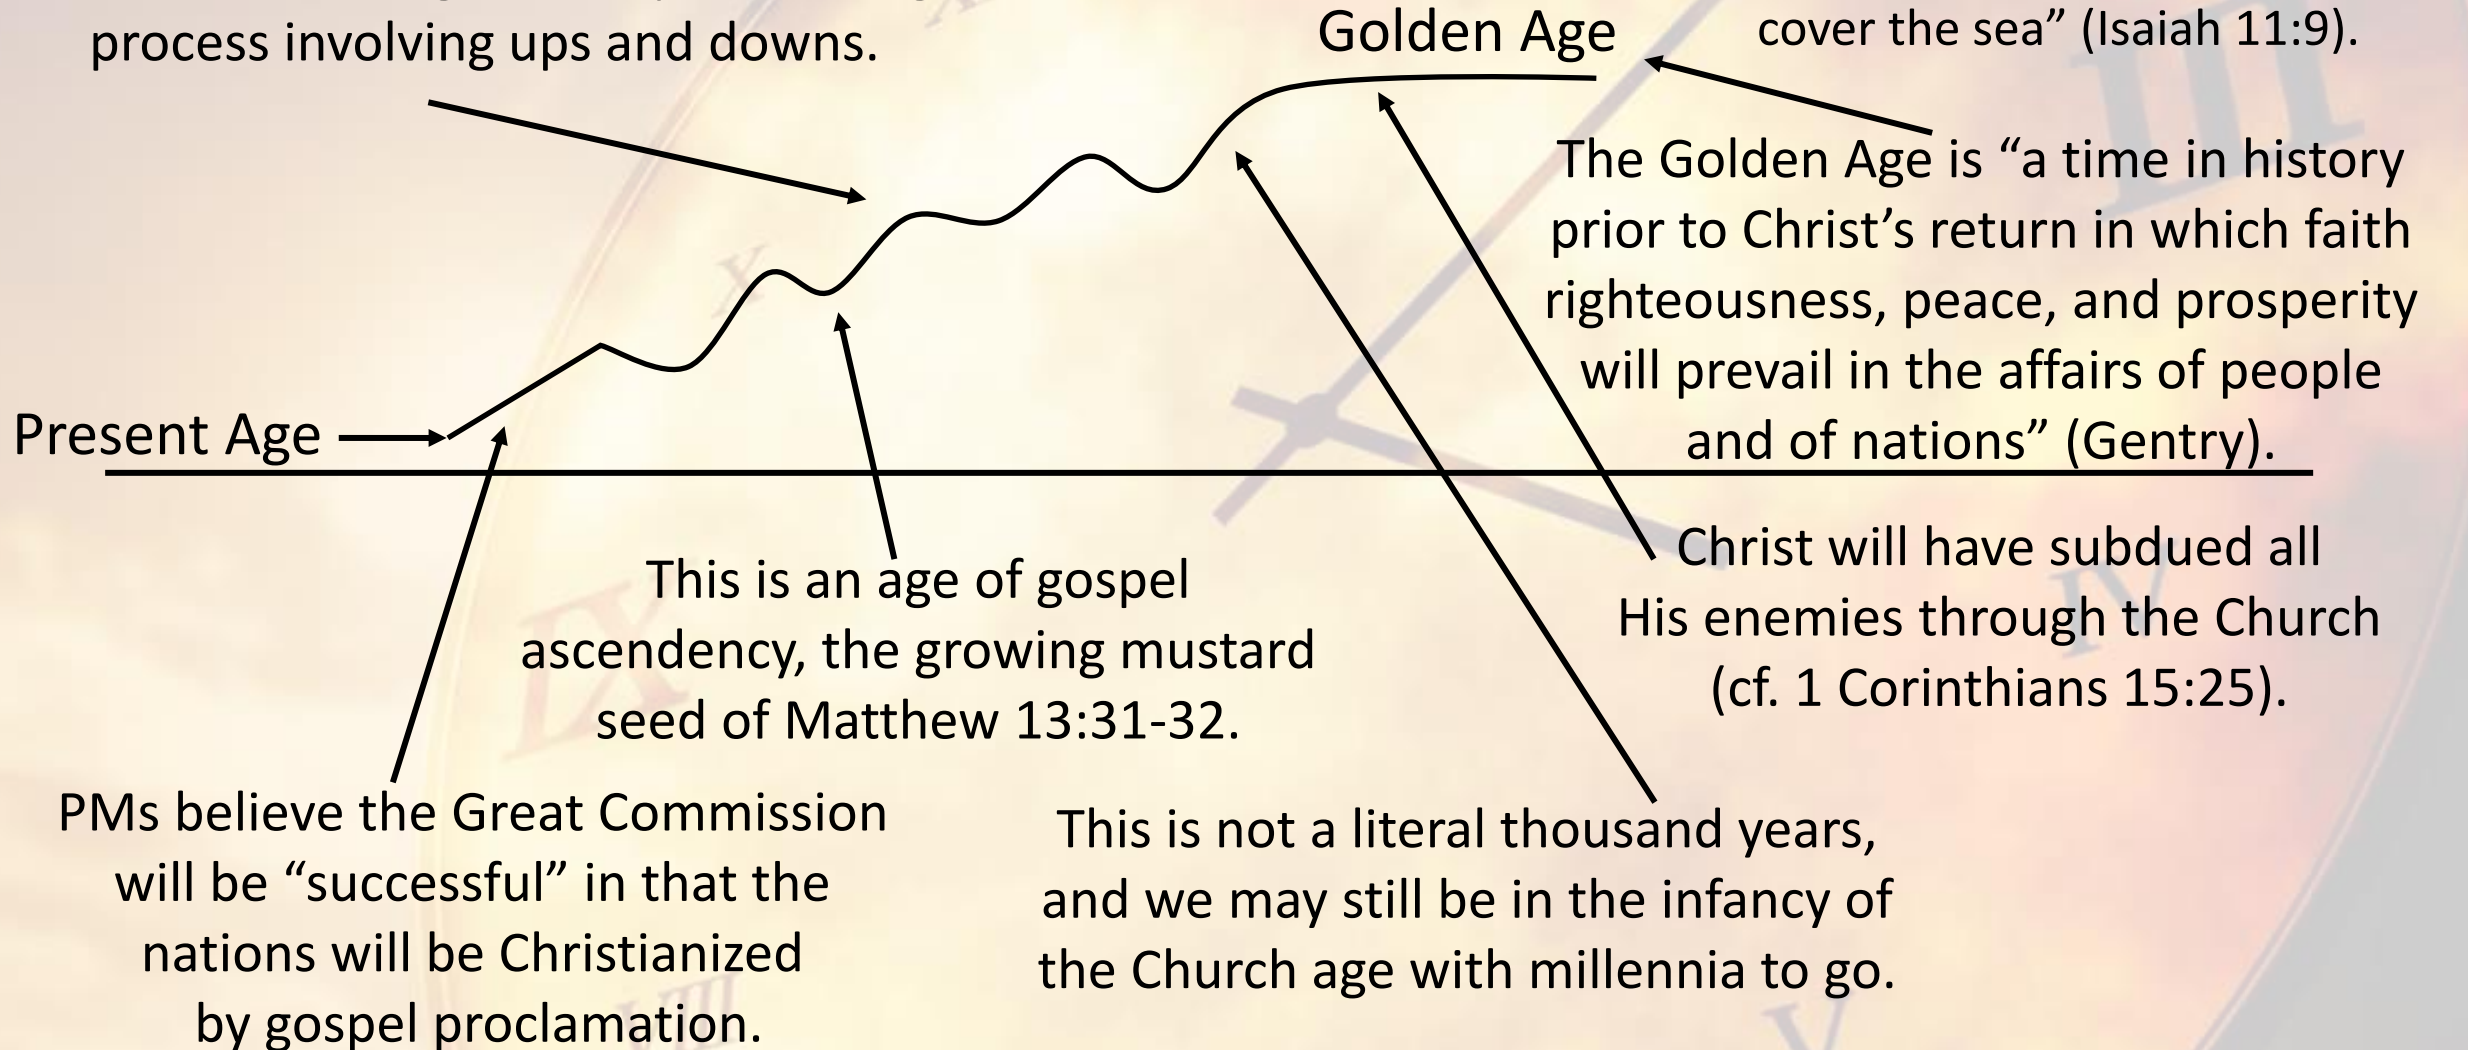 process involving ups and downs.
Golden Age
cover the sea” (Isaiah 11:9).
The Golden Age is “a time in history
prior to Christ’s return in which faith
righteousness, peace, and prosperity
will prevail in the affairs of people
and of nations” (Gentry).
Present Age
Christ will have subdued all
His enemies through the Church
(cf. 1 Corinthians 15:25).
This is an age of gospel
ascendency, the growing mustard
seed of Matthew 13:31-32.
PMs believe the Great Commission
will be “successful” in that the
nations will be Christianized
by gospel proclamation.
This is not a literal thousand years,
and we may still be in the infancy of
the Church age with millennia to go.
X
III
IX
IV
VIII
V